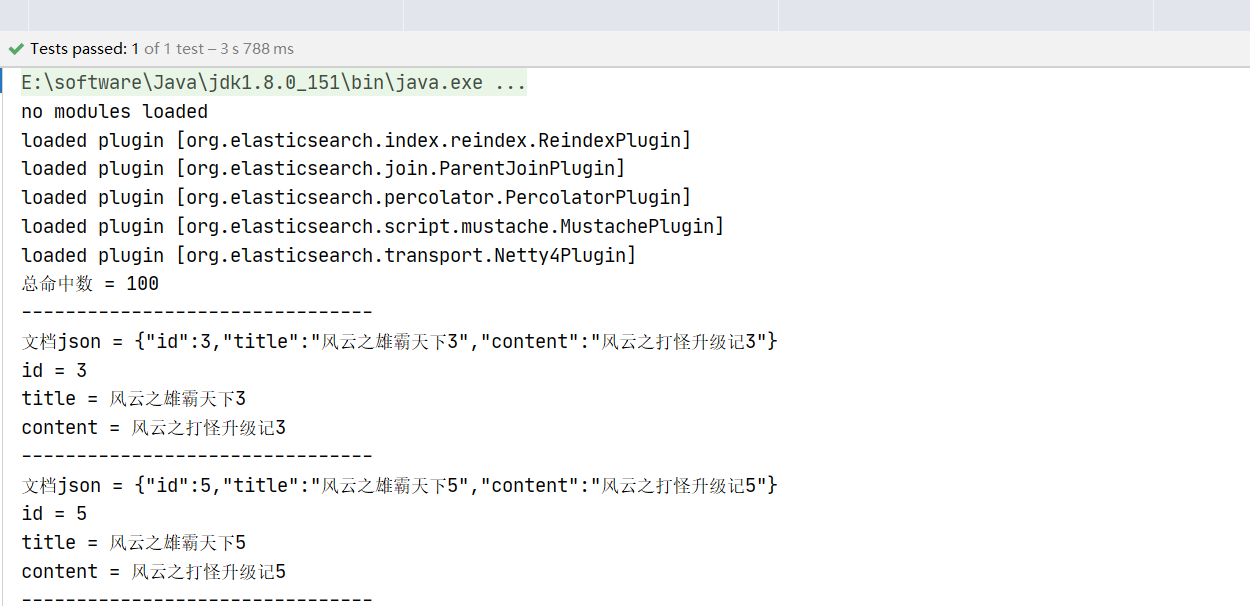 Tests passed: 1 of 1 test – 3 s 788 ms
E:\software\Java\jdk1.8.0_151\bin\java.exe ...
no modules loaded
loaded plugin [org.elasticsearch.index.reindex.ReindexPlugin]
loaded plugin [org.elasticsearch.join.ParentJoinPlugin]
loaded plugin [org.elasticsearch.percolator.PercolatorPlugin]
loaded plugin [org.elasticsearch.script.mustache.MustachePlugin]
loaded plugin [org.elasticsearch.transport.Netty4Plugin]
总命中数 = 100
--------------------------------
文档json = {"id":3,"title":"风云之雄霸天下3","content":"风云之打怪升级记3"}
id = 3
title = 风云之雄霸天下3
content = 风云之打怪升级记3
--------------------------------
文档json = {"id":5,"title":"风云之雄霸天下5","content":"风云之打怪升级记5"}
id = 5
title = 风云之雄霸天下5
content = 风云之打怪升级记5
--------------------------------